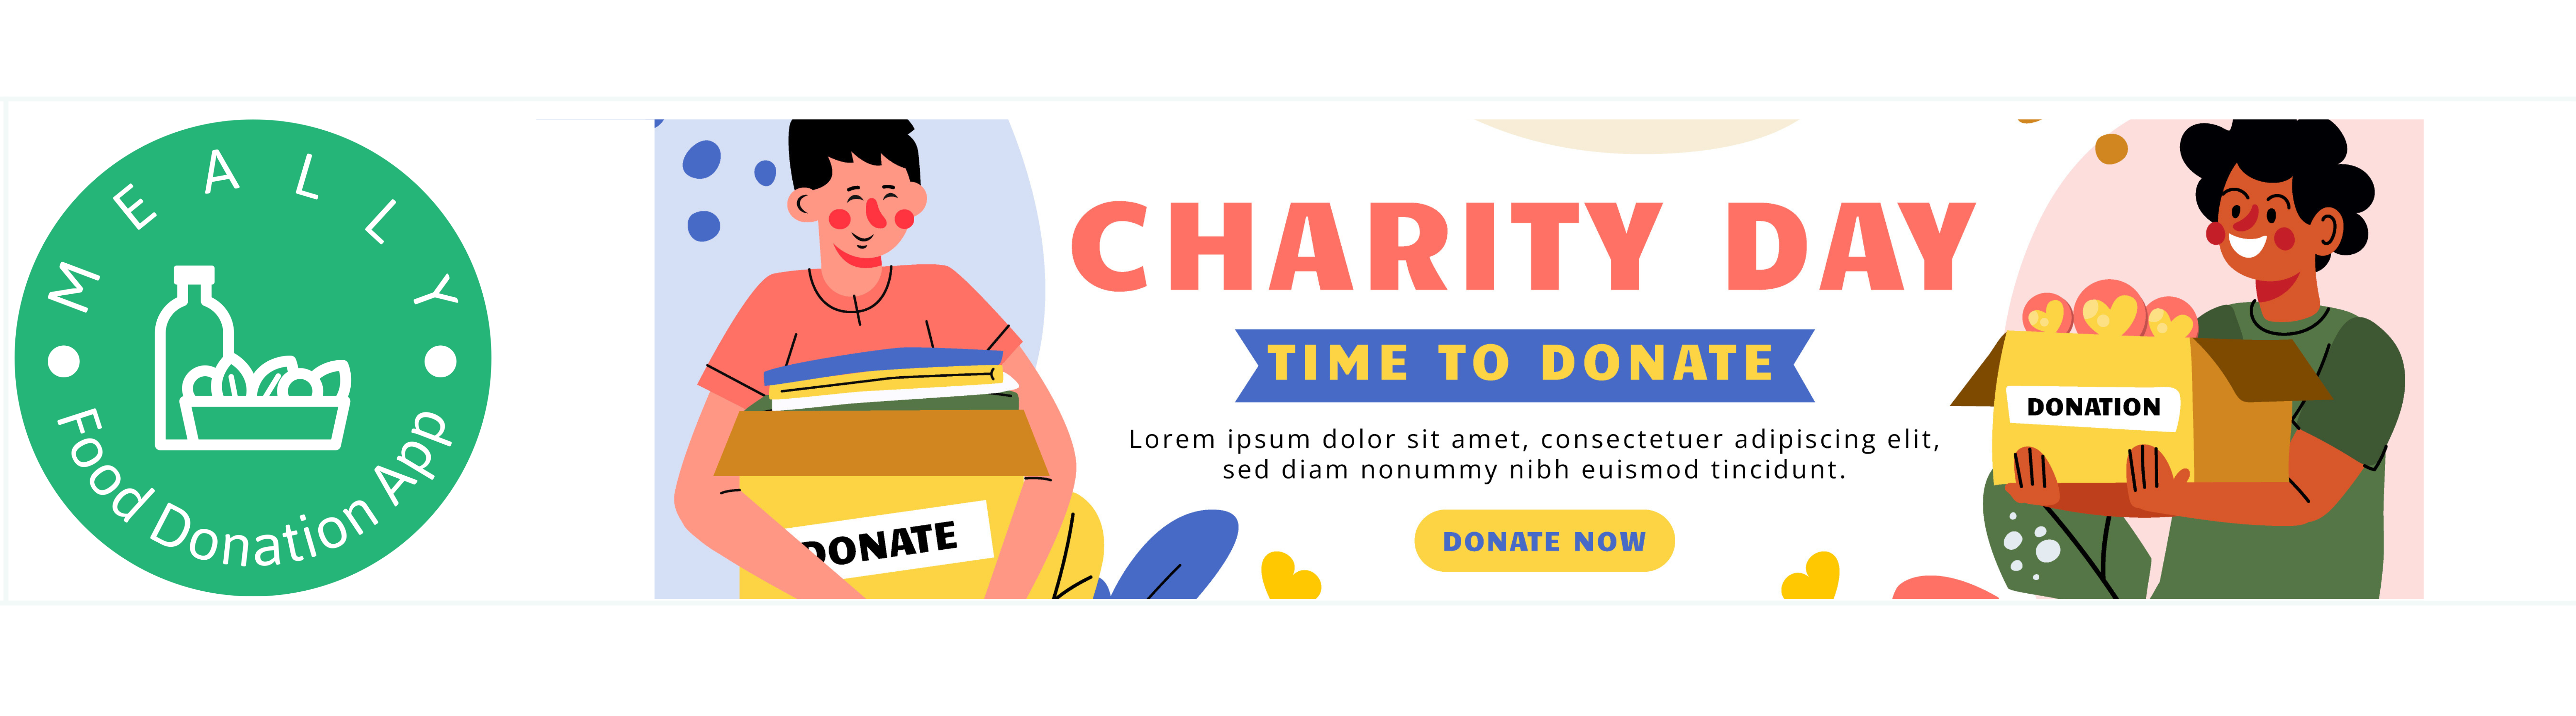 MEALLY
Food Donation App
CHARITY DAY
TIME TO DONATE
Lorem ipsum dolor sit amet, consectetuer adipiscing elit,
sed diam nonummy nibh euismod tincidunt.
DONATE NOW
DONATE
DONATION